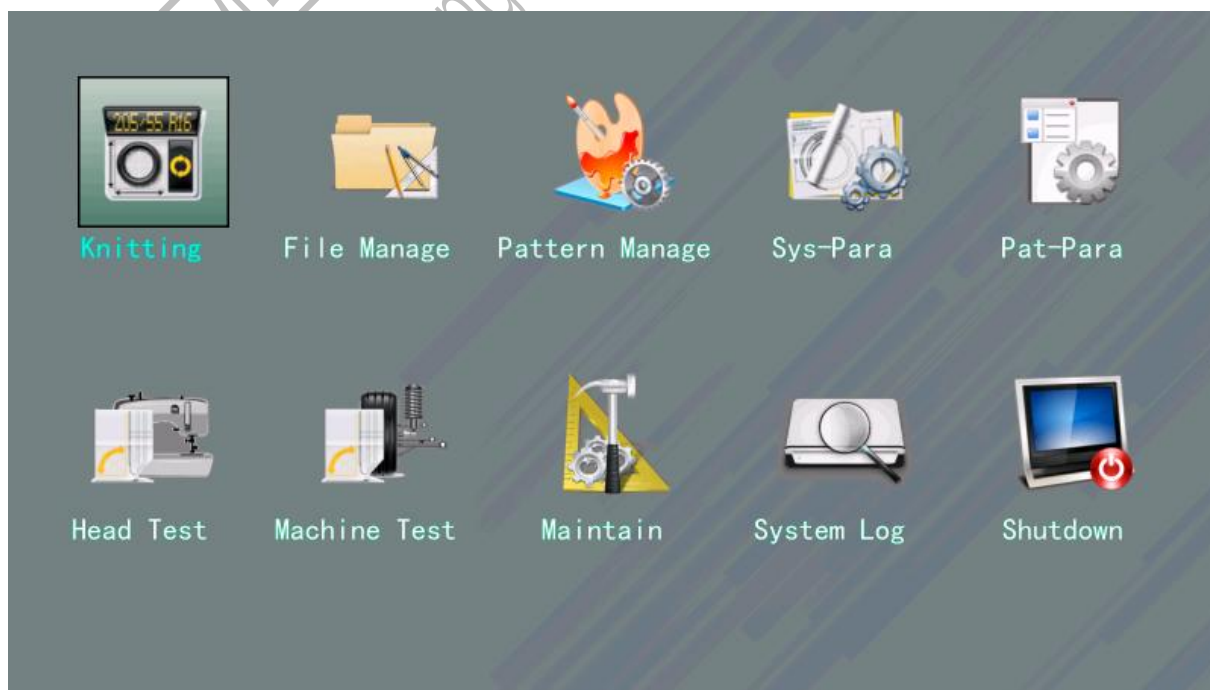 205/55 R16
Knitting
File Manage
Pattern Manage
Sys-Para
Pat-Para
Head Test
Machine Test
Maintain
System Log
Shutdown